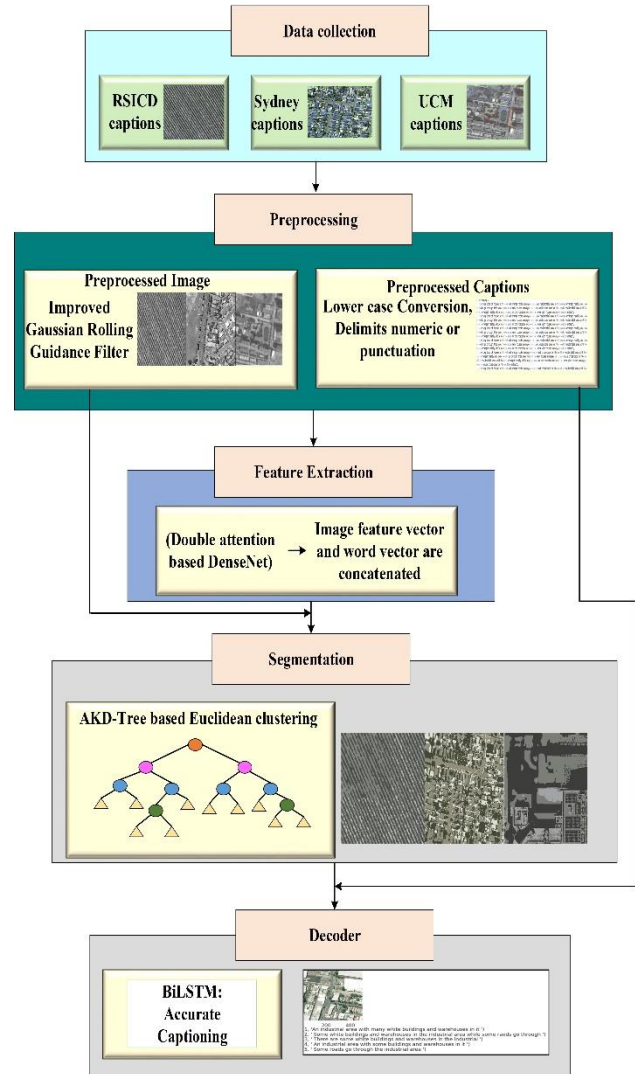 Data collection
RSICD
captions
Sydney
captions
UCM
captions
Preprocessing
Preprocessed Image
Improved
Gaussian Rolling
Guidance Filter
Preprocessed Captions
Lower case Conversion,
Delimits numeric or
punctuation
Feature Extraction
(Double attention
based DenseNet)
Image feature vector
and word vector are
concatenated
Segmentation
AKD-Tree based Euclidean clustering
Decoder
BiLSTM:
Accurate
Captioning
200 400
1, 'An industrial area with many white buildings and warehouses in it ')
2, ' Some white buildings and warehouses in the industrial area while some roads go through ')
3, ' There are some white buildings and warehouses in the industrial ')
4, ' An industrial area with some buildings and warehouses in it ')
5, ' Some roads go through the industrial area ')